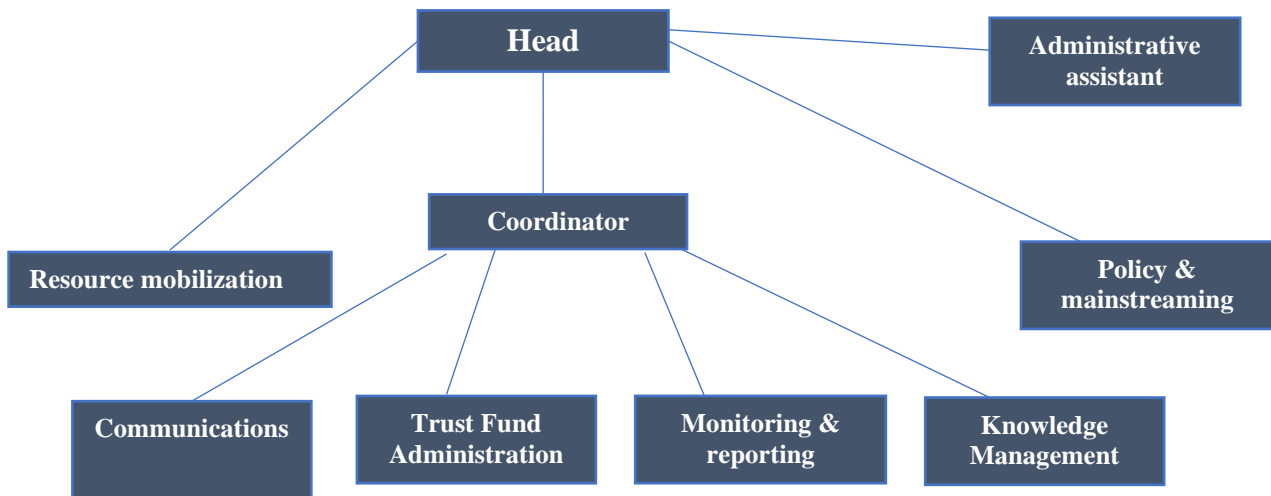 Head
Administrative
assistant
Coordinator
Resource mobilization
Policy &
mainstreaming
Communications
Trust Fund
Administration
Monitoring &
reporting
Knowledge
Management